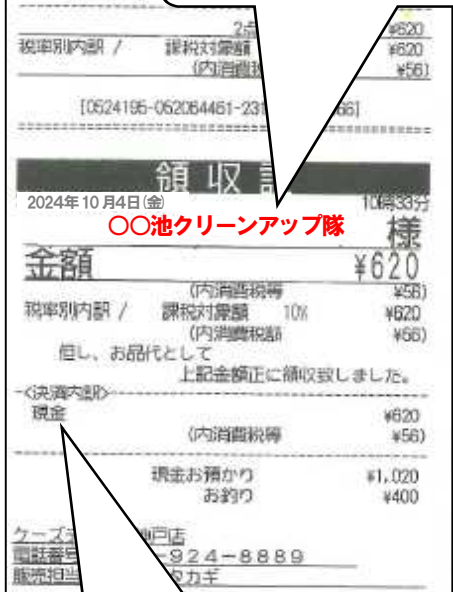 2点 ¥620
税率別内訳 / 課税対象額 ¥620
(内消費税 ¥56)
[0524195-052064461-231 66]
領収証
2024年10月4日(金) 10時33分
〇〇池クリーンアップ隊 様
金額 ¥620
(内消費税等 ¥56)
税率別内訳 / 課税対象額 10% ¥620
(内消費税額 ¥56)
但し、お品代として
上記金額正に領収致しました。
<決済内訳>
現金 ¥620
(内消費税等 ¥56)
現金お預かり ¥1,020
お釣り ¥400
ケーズ 戸店
電話番号 -924-8889
販売担当 タカギ